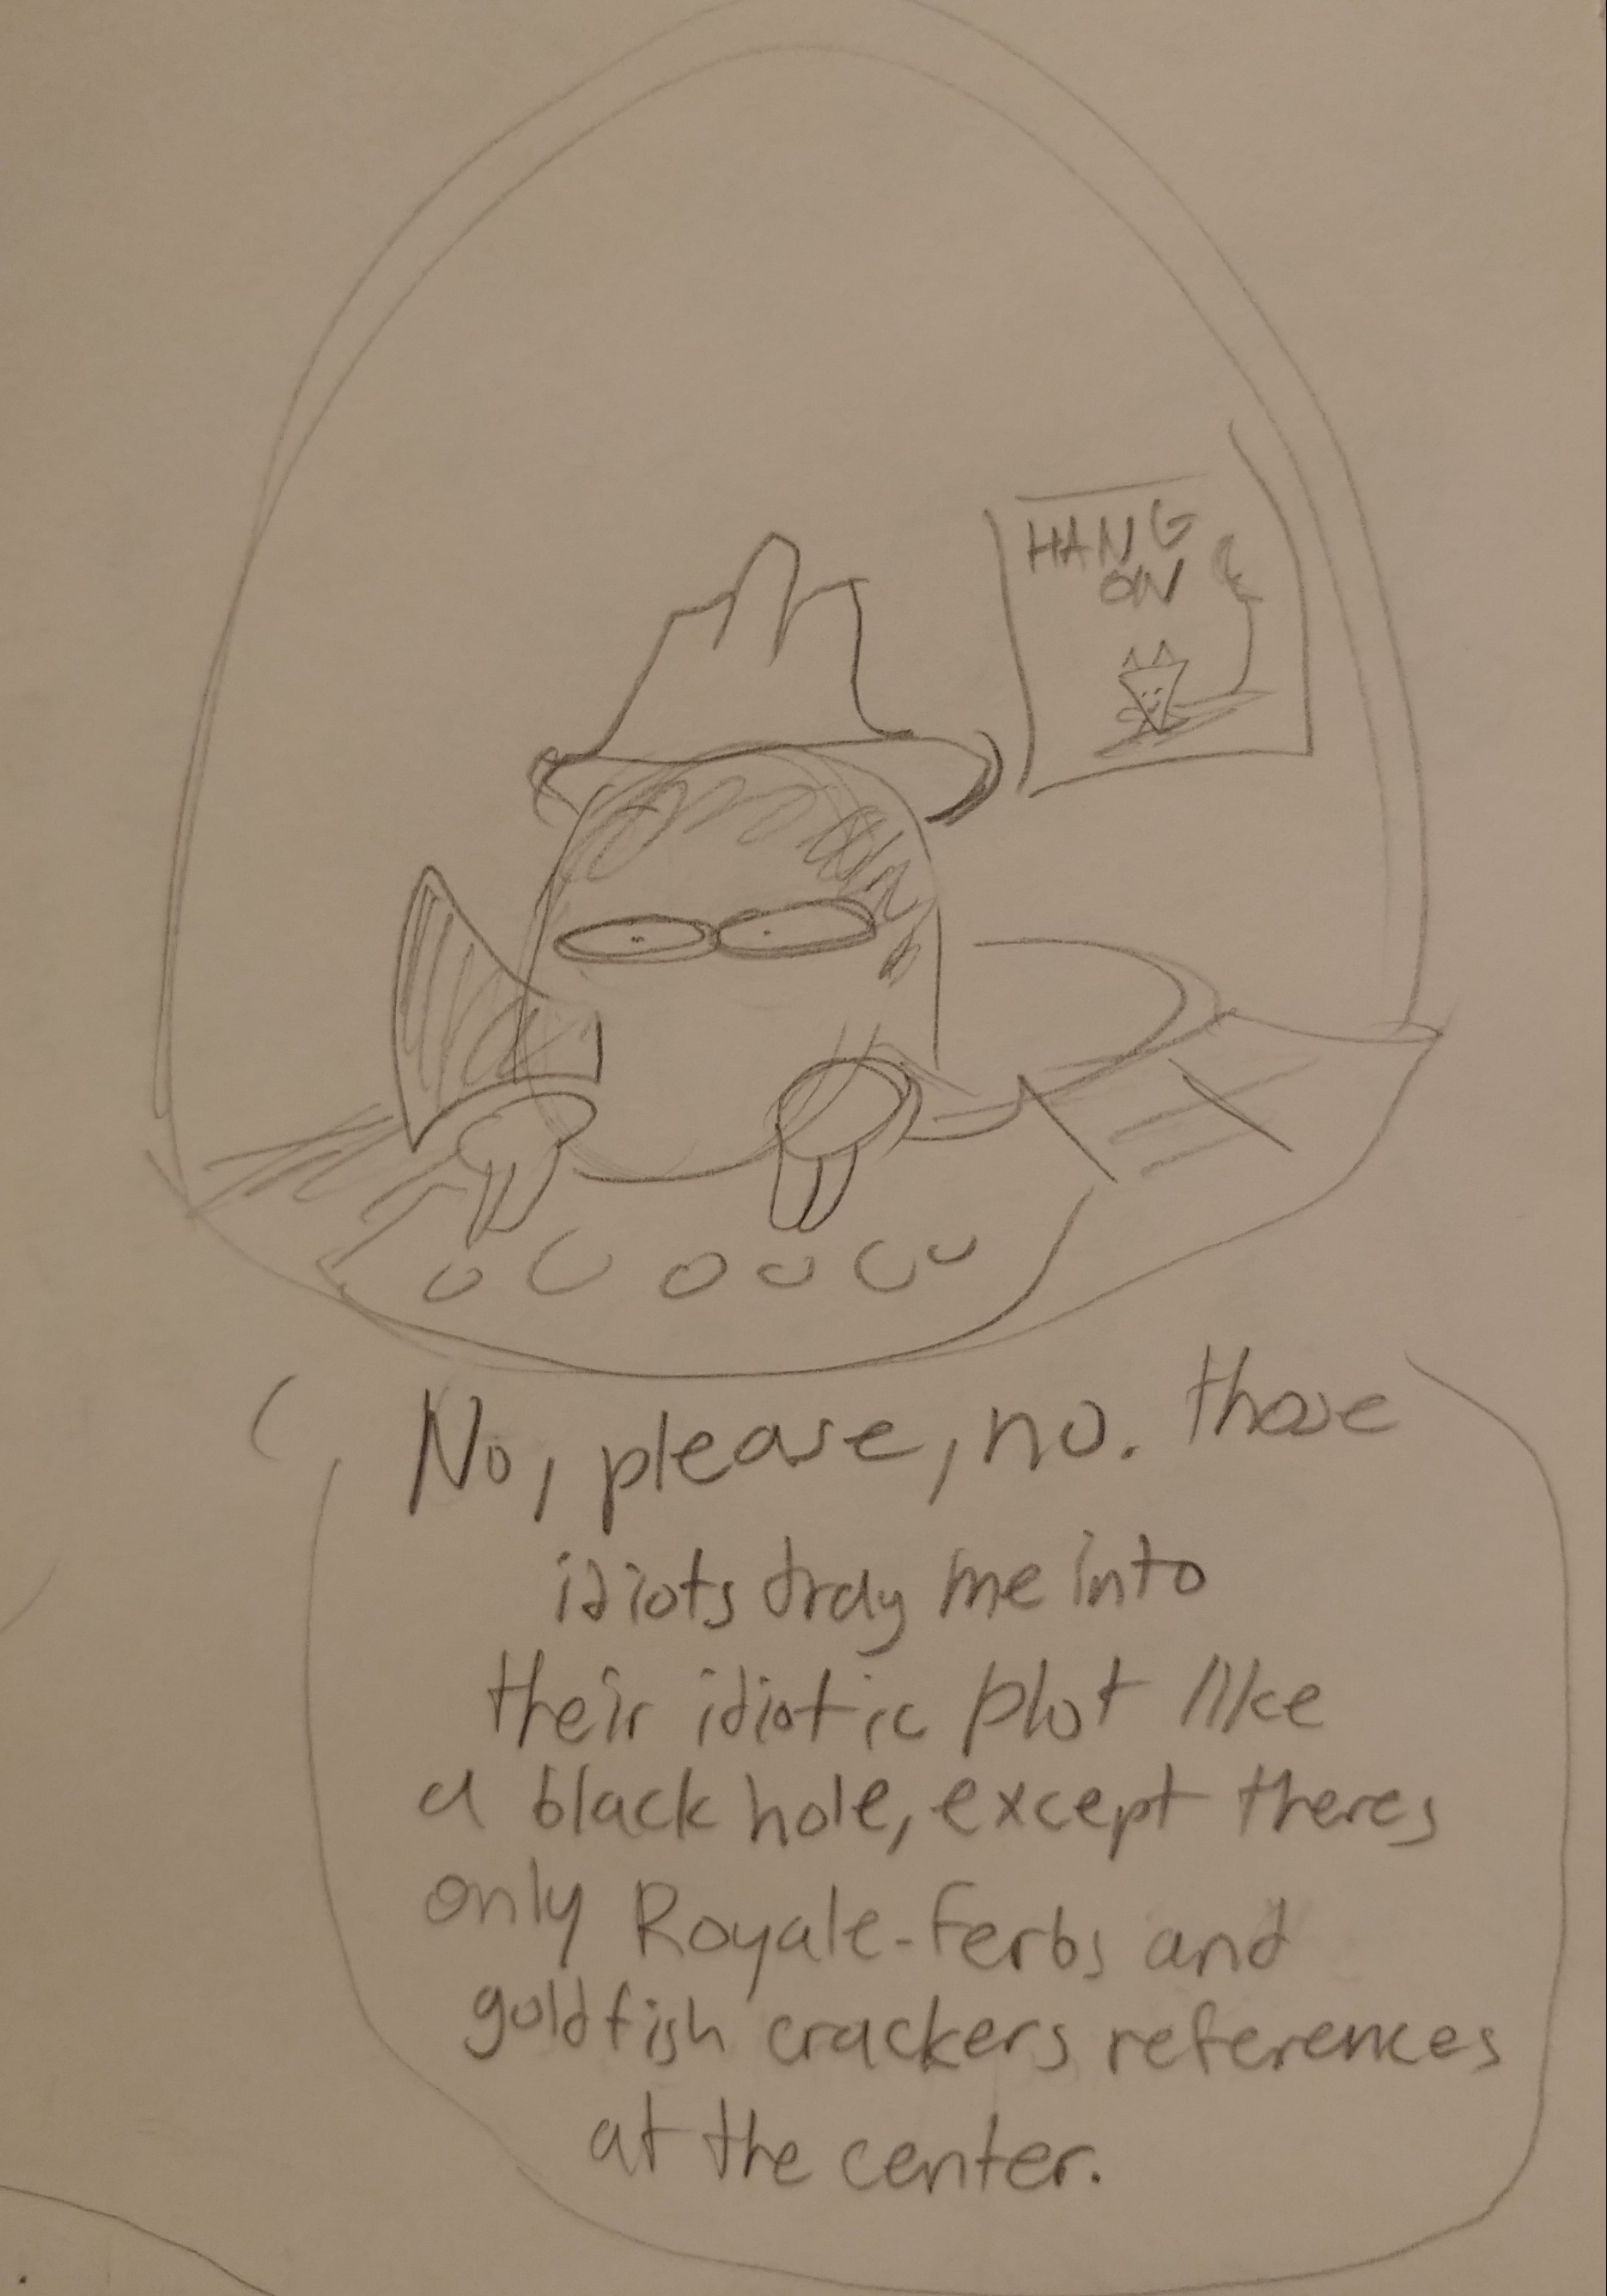 HANG
ON
No, please, no. those
idiots drag me into
their idiotic plot like
a black hole, except theres
only Royale-Ferbs and
goldfish crackers references
at the center.